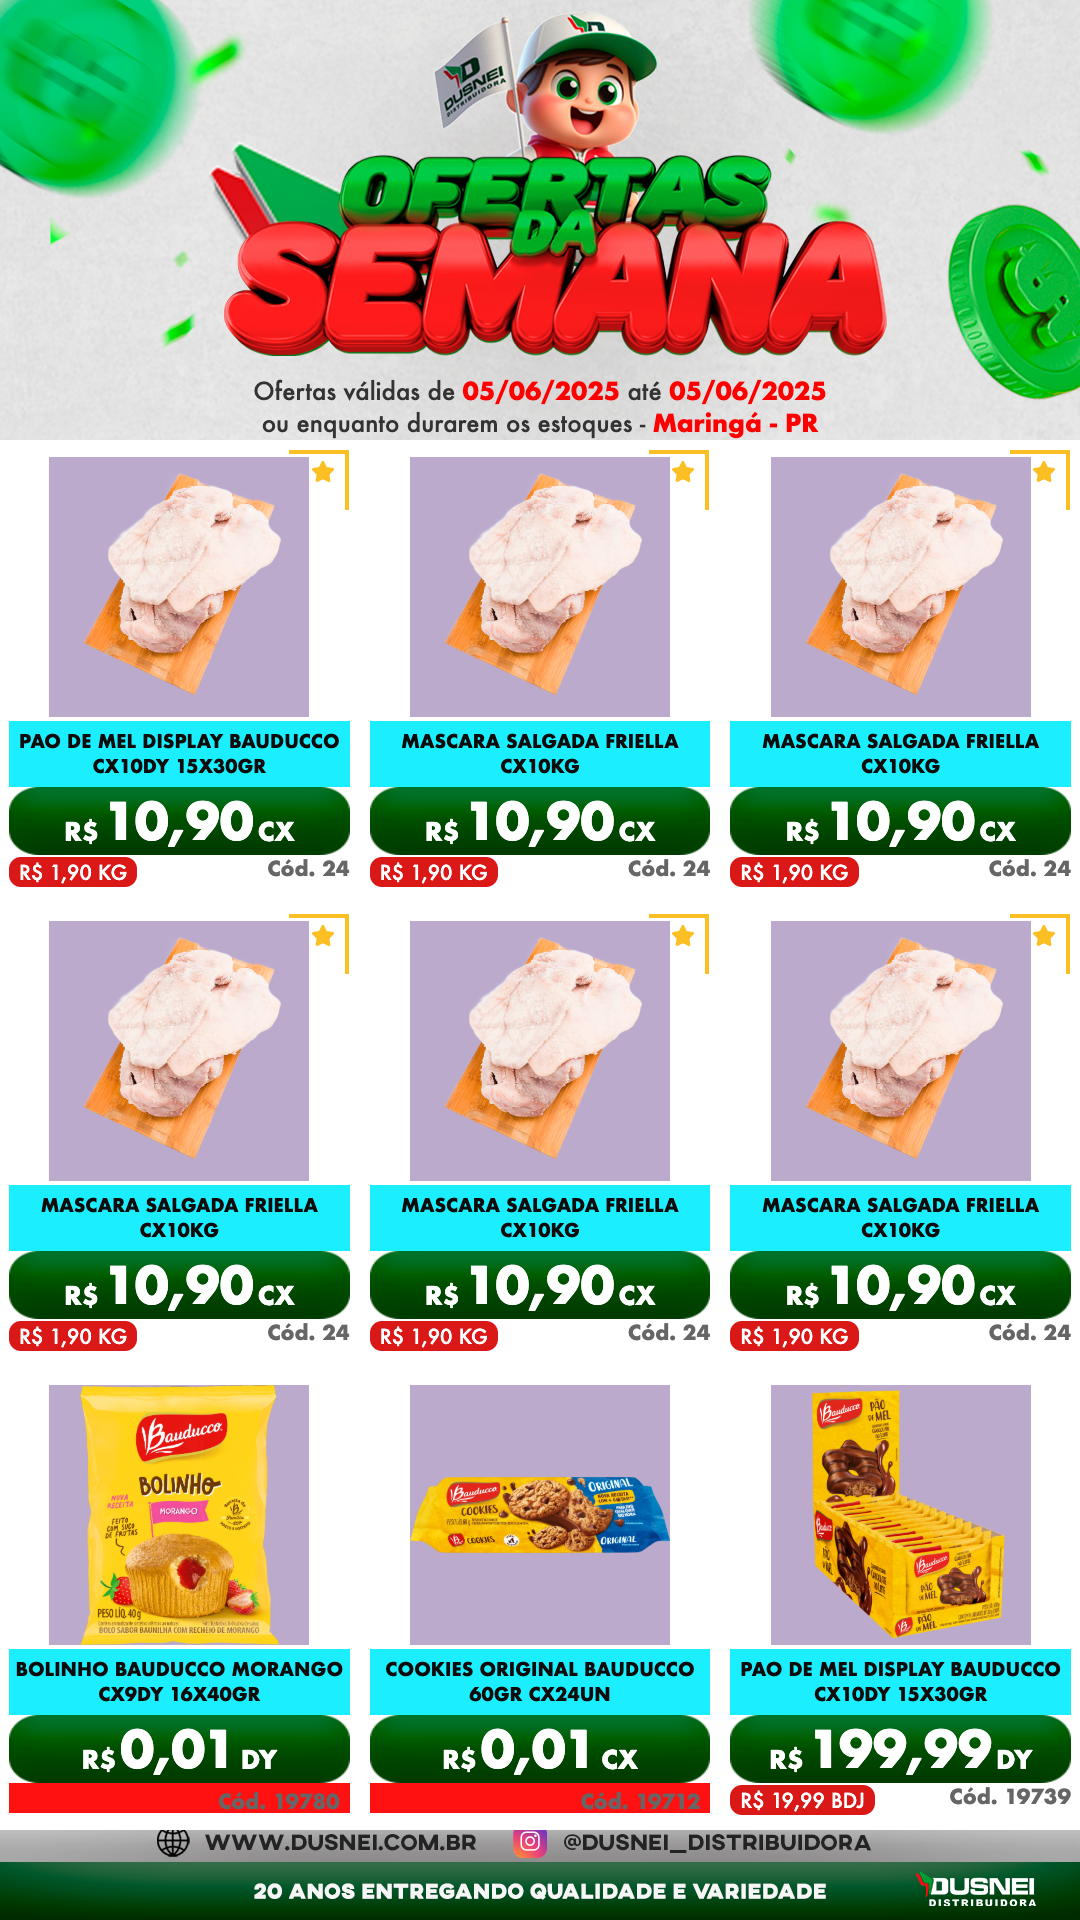 DUSNEI
DISTRIBUIDORA
OFERTAS
DA
SEMANA
Ofertas válidas de 05/06/2025 até 05/06/2025
ou enquanto durarem os estoques - Maringá - PR
PAO DE MEL DISPLAY BAUDUCCO
CX10DY 15X30GR
R$ 10,90 CX
R$ 1,90 KG
Cód. 24
MASCARA SALGADA FRIELLA
CX10KG
R$ 10,90 CX
R$ 1,90 KG
Cód. 24
MASCARA SALGADA FRIELLA
CX10KG
R$ 10,90 CX
R$ 1,90 KG
Cód. 24
MASCARA SALGADA FRIELLA
CX10KG
R$ 10,90 CX
R$ 1,90 KG
Cód. 24
MASCARA SALGADA FRIELLA
CX10KG
R$ 10,90 CX
R$ 1,90 KG
Cód. 24
MASCARA SALGADA FRIELLA
CX10KG
R$ 10,90 CX
R$ 1,90 KG
Cód. 24
Bauducco
BOLINHO
NOVA
RECEITA
MORANGO
FEITO
COM SUCO
DE FRUTAS
PESO LÍQ. 40g
BOLO SABOR BAUNILHA COM RECHEIO DE MORANGO
BOLINHO BAUDUCCO MORANGO
CX9DY 16X40GR
R$ 0,01 DY
Cód. 19780
Bauducco
COOKIES
ORIGINAL
COOKIES
ORIGINAL
COOKIES ORIGINAL BAUDUCCO
60GR CX24UN
R$ 0,01 CX
Cód. 19712
Bauducco
PÃO
DE MEL
Bauducco
PÃO
DE MEL
PÃO
DE MEL
PAO DE MEL DISPLAY BAUDUCCO
CX10DY 15X30GR
R$ 199,99 DY
R$ 19,99 BDJ
Cód. 19739
WWW.DUSNEI.COM.BR
@DUSNEI_DISTRIBUIDORA
20 ANOS ENTREGANDO QUALIDADE E VARIEDADE
DUSNEI
DISTRIBUIDORA